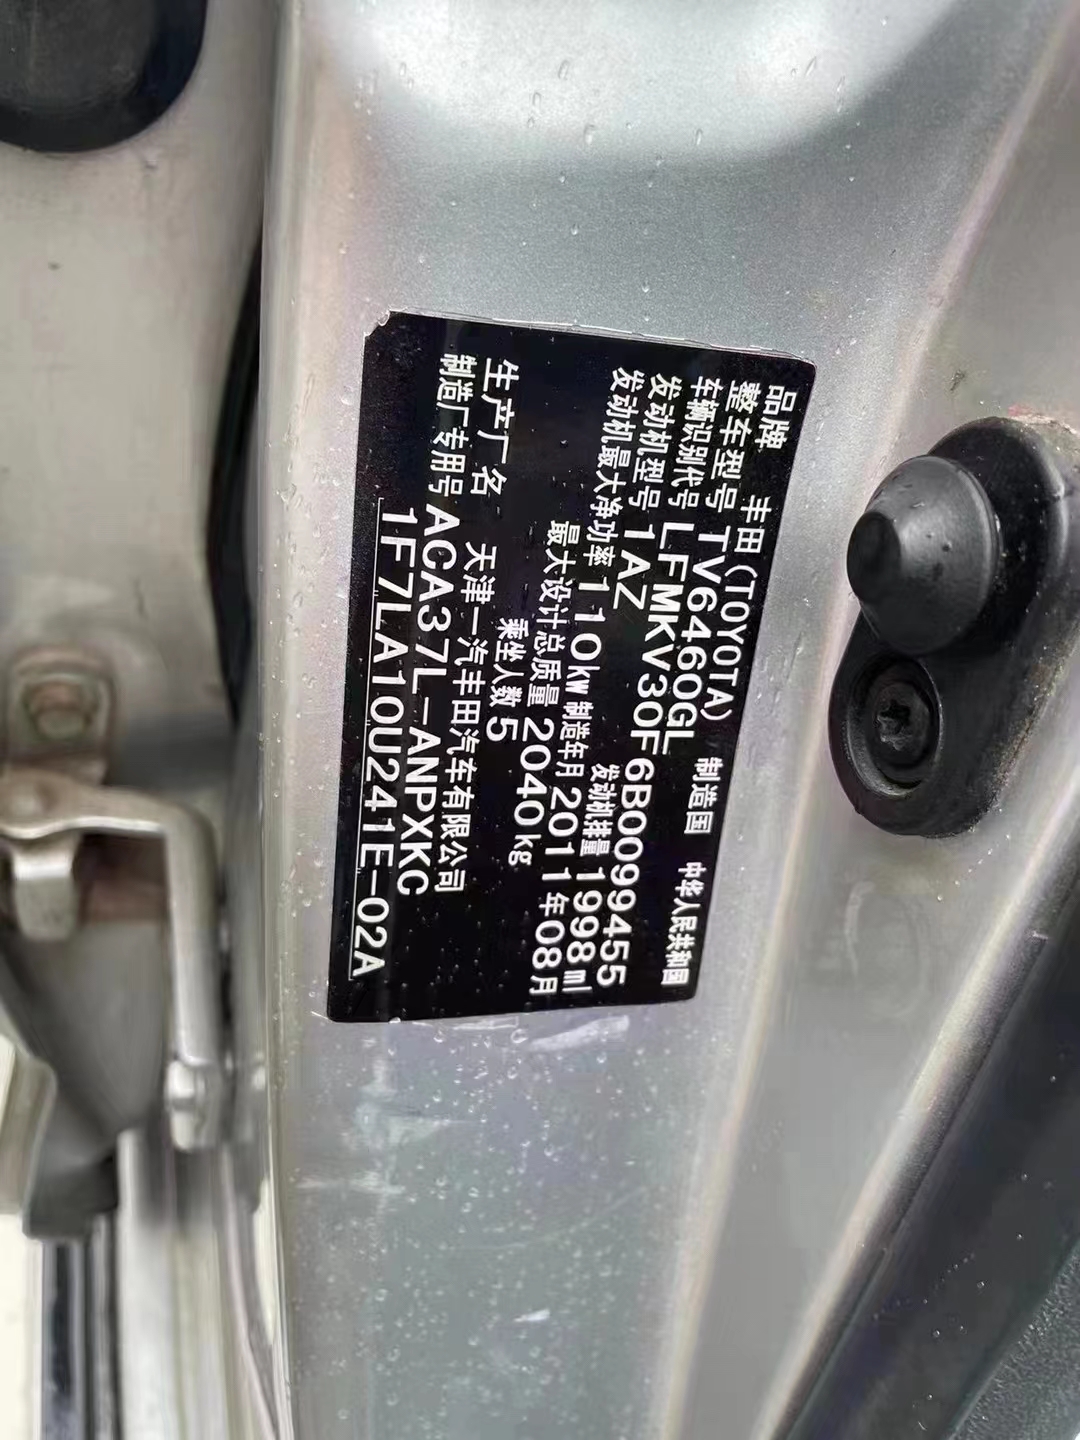 品牌 丰田(TOYOTA) 制造国 中华人民共和国
整车型号 TV6460GL
车辆识别代号 LFMKV30F6B0099455
发动机型号 1AZ 发动机排量 1998ml
发动机最大净功率 110kW 制造年月 2011年08月
最大设计总质量 2040kg
乘坐人数 5
生产厂名 天津一汽丰田汽车有限公司
制造厂专用号 ACA37L-ANPXKC
1F7LA10U241E-02A